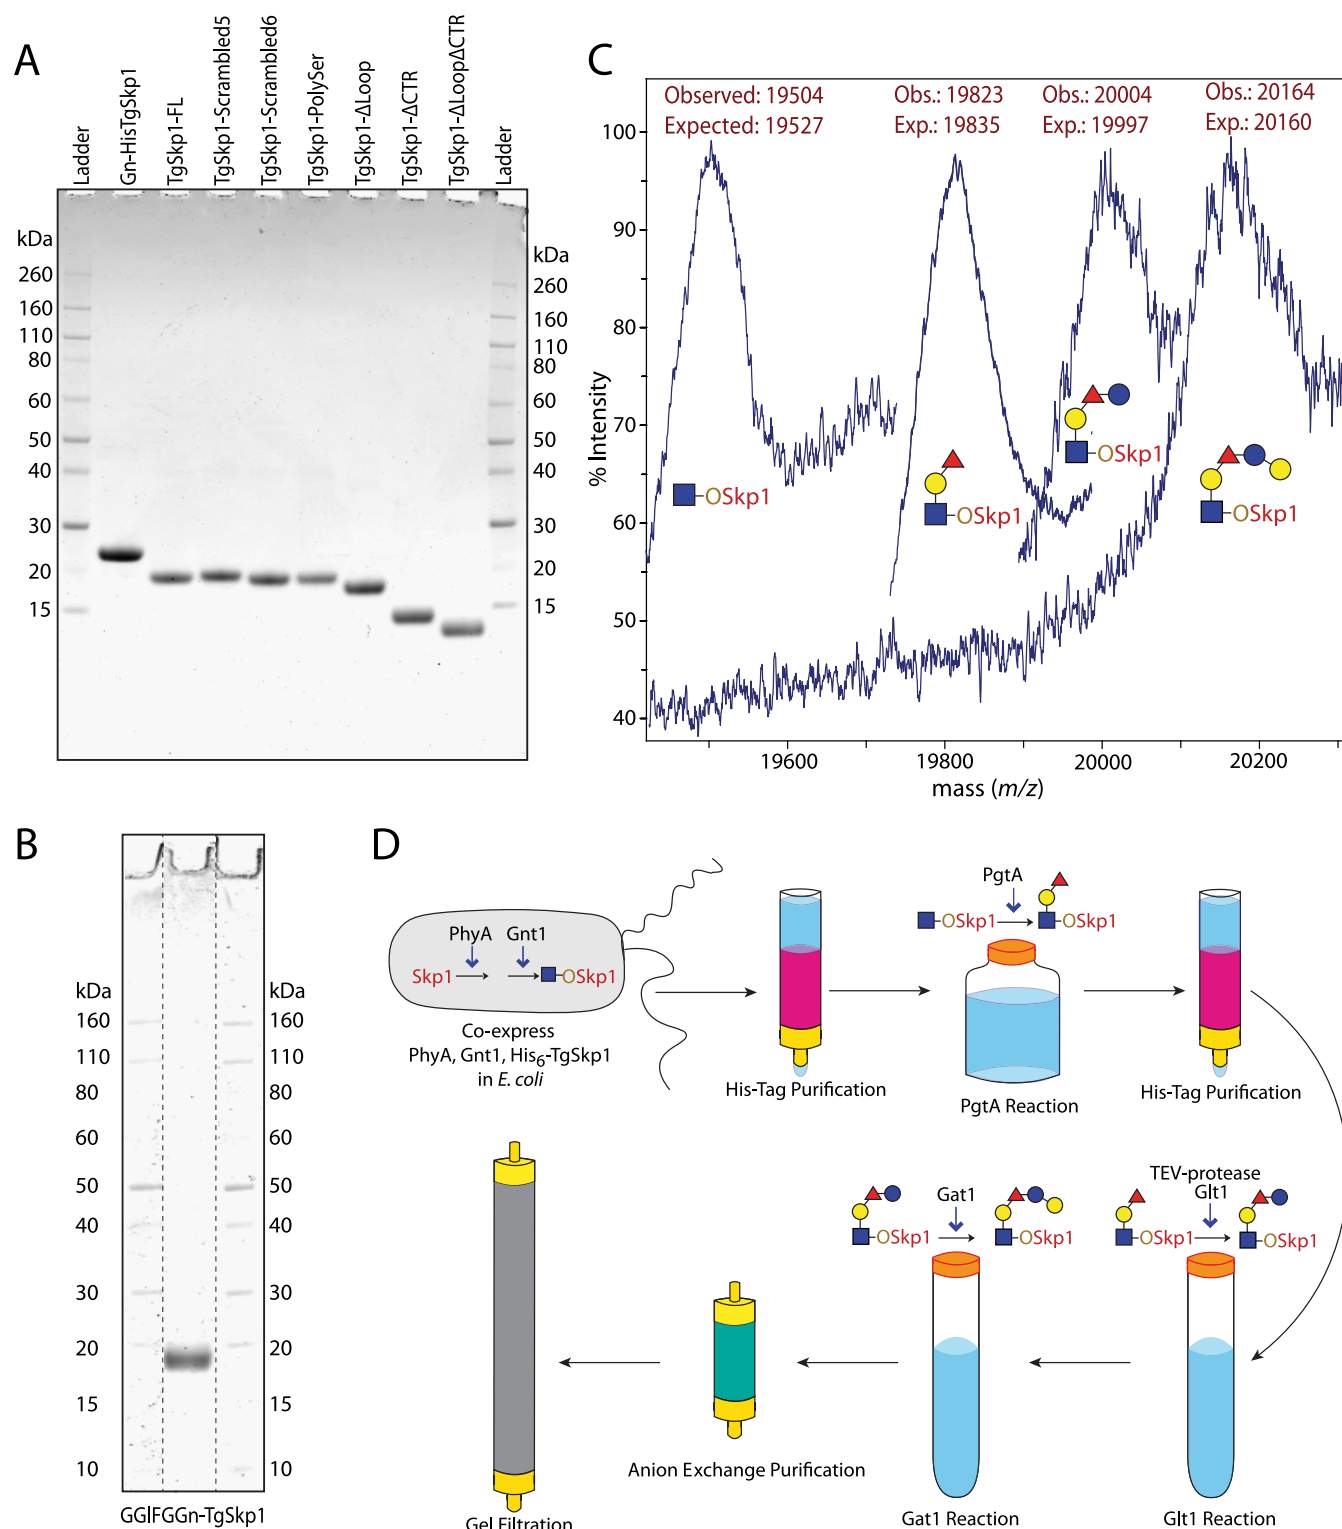 A
Ladder
Gn-HisTgSkp1
TgSkp1-FL
TgSkp1-Scrambled5
TgSkp1-Scrambled6
TgSkp1-PolySer
TgSkp1-ΔLoop
TgSkp1-ΔCTR
TgSkp1-ΔLoopΔCTR
Ladder
kDa
260
160
110
80
60
50
40
30
20
15
kDa
260
160
110
80
60
50
40
30
20
15
C
Observed: 19504
Expected: 19527
Obs.: 19823
Exp.: 19835
Obs.: 20004
Exp.: 19997
Obs.: 20164
Exp.: 20160
% Intensity
100
90
80
70
60
50
40
OSkp1
OSkp1
OSkp1
OSkp1
19600
19800
20000
20200
mass (m/z)
B
kDa
160
110
80
60
50
40
30
20
15
10
kDa
160
110
80
60
50
40
30
20
15
10
GGlFGGn-TgSkp1
D
PhyA
Gnt1
Skp1
OSkp1
Co-express
PhyA, Gnt1, His6-TgSkp1
in E. coli
His-Tag Purification
PgtA
OSkp1
OSkp1
PgtA Reaction
His-Tag Purification
TEV-protease
Glt1
OSkp1
OSkp1
Glt1 Reaction
Gat1
OSkp1
OSkp1
Gat1 Reaction
Anion Exchange Purification
Gel Filtration